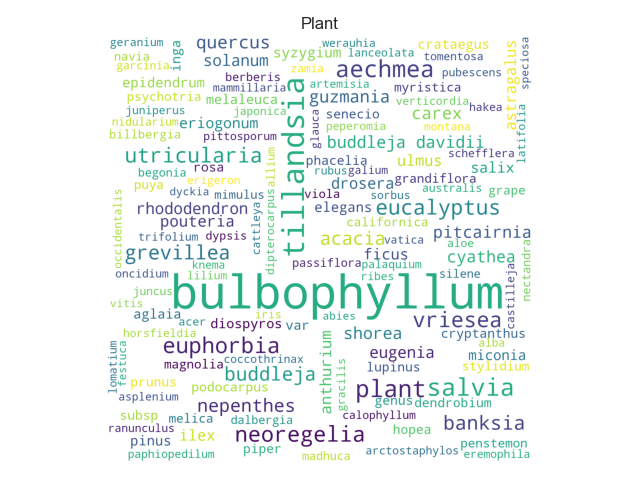 Plant
geranium
quercus
werauhia
crataegus
navia
inga
solanum
syzygium
lanceolata
tomentosa
speciosa
garcinia
zamia
aechmea
pubescens
astragalus
epidendrum
berberis
mammillaria
artemisia
myristica
psychotria
melaleuca
guzmania
verticordia
hakea
juniperus
japonica
senecio
carex
nidularium
eriogonum
glauca
peperomia
montana
latifolia
billbergia
pittosporum
tillandsia
buddleja davidii
utricularia
rosa
allium
phacelia
ulmus
schefflera
begonia
erigeron
rubus
galium
salix
puya
drosera
grandiflora
dyckia
mimulus
viola
sorbus
australis
grape
occidentalis
rhododendron
cattleya
dipterocarpus
elegans
eucalyptus
pouteria
californica
pitcairnia
trifolium
dypsis
acacia
vatica
aloe
nectandra
grevillea
ficus
cyathea
knema
passiflora
palaquium
oncidium
lilium
ribes
silene
castilleja
juncus
bulbophyllum
vitis
aglaia
acer
diospyros
iris
var
abies
vriesea
horsfieldia
shorea
cryptanthus
alba
euphorbia
anthurium
eugenia
miconia
lomatium
festuca
magnolia
coccothrinax
lupinus
stylidium
buddleja
prunus
podocarpus
gracilis
plant
salvia
asplenium
nepenthes
genus
dendrobium
subsp
melica
dalbergia
calophyllum
banksia
ranunculus
neoregelia
hopea
pinus
ilex
penstemon
paphiopedilum
piper
madhuca
arctostaphylos
eremophila